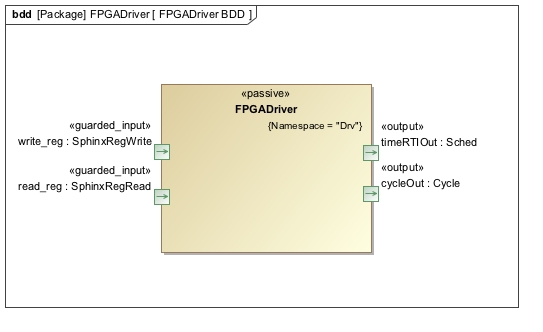 bdd [Package] FPGADriver [ FPGADriver BDD ]
«passive»
FPGADriver
{Namespace = "Drv"}
«guarded_input»
write_reg : SphinxRegWrite
«guarded_input»
read_reg : SphinxRegRead
«output»
timeRTIOut : Sched
«output»
cycleOut : Cycle